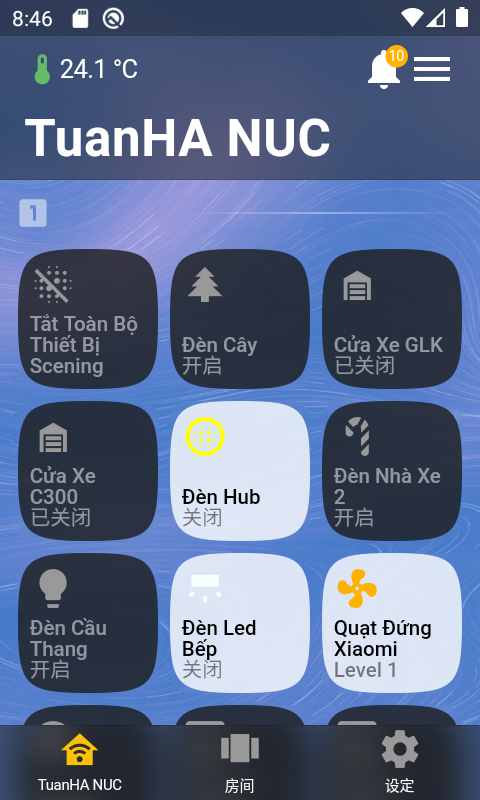 8:46
24.1 °C
10
TuanHA NUC
1
Tắt Toàn Bộ
Thiết Bị
Scening
Đèn Cây
开启
Cửa Xe GLK
已关闭
Cửa Xe
C300
已关闭
Đèn Hub
关闭
Đèn Nhà Xe
2
开启
Đèn Cầu
Thang
开启
Đèn Led
Bếp
关闭
Quạt Đứng
Xiaomi
Level 1
TuanHA NUC
房间
设定